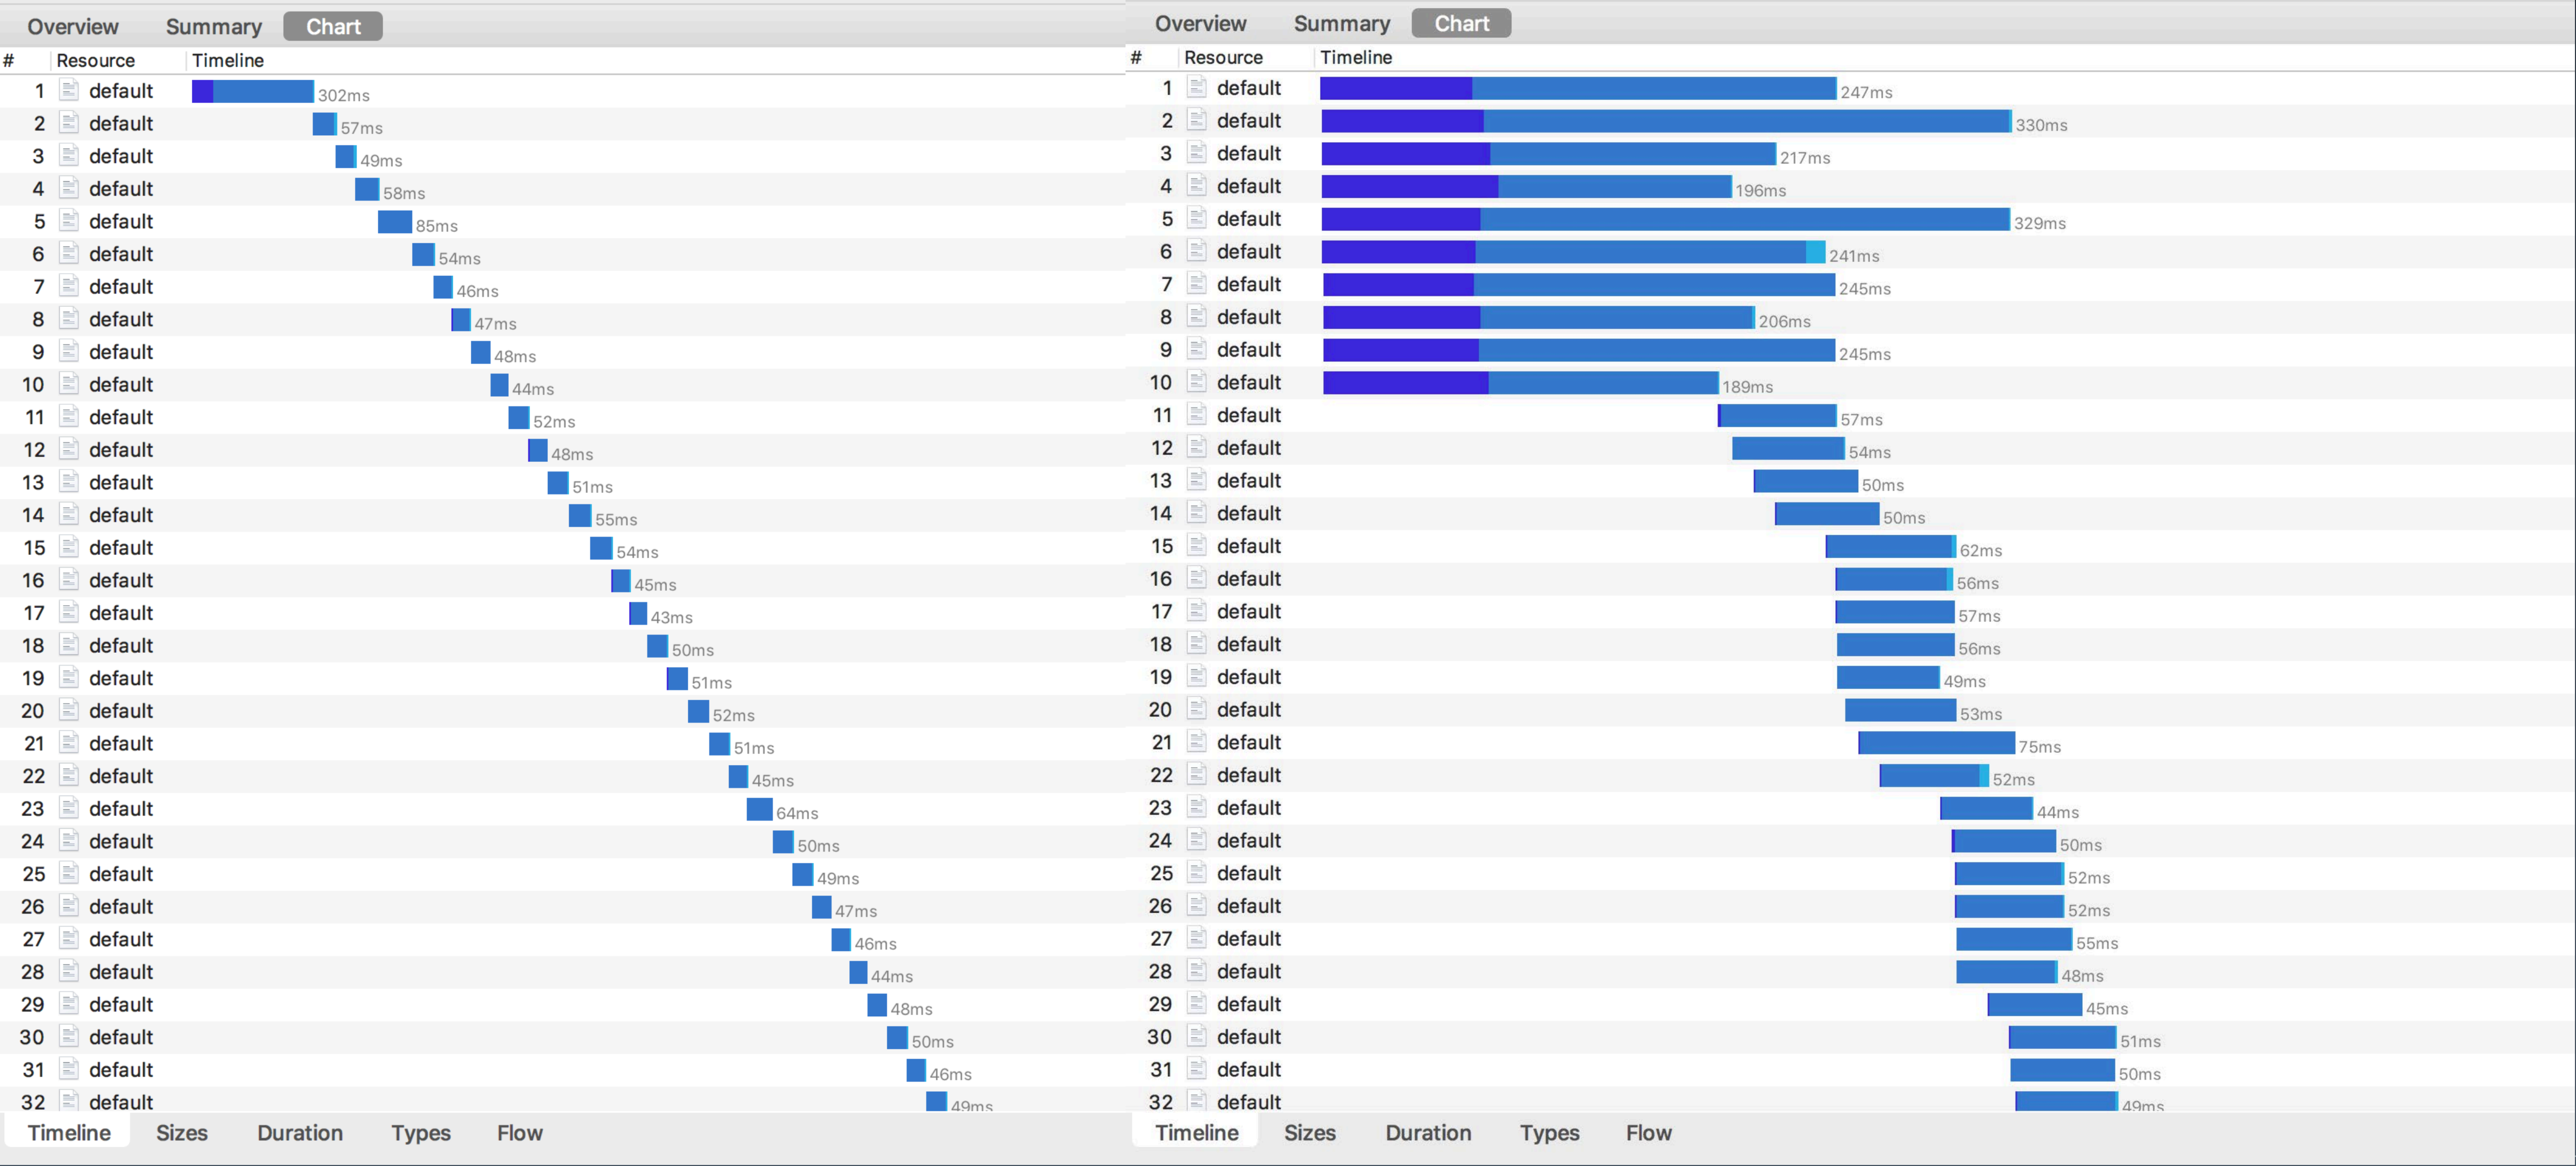 Overview Summary Chart
# Resource Timeline
1 default 302ms
2 default 57ms
3 default 49ms
4 default 58ms
5 default 85ms
6 default 54ms
7 default 46ms
8 default 47ms
9 default 48ms
10 default 44ms
11 default 52ms
12 default 48ms
13 default 51ms
14 default 55ms
15 default 54ms
16 default 45ms
17 default 43ms
18 default 50ms
19 default 51ms
20 default 52ms
21 default 51ms
22 default 45ms
23 default 64ms
24 default 50ms
25 default 49ms
26 default 47ms
27 default 46ms
28 default 44ms
29 default 48ms
30 default 50ms
31 default 46ms
32 default 49ms
Timeline Sizes Duration Types Flow
Overview Summary Chart
# Resource Timeline
1 default 247ms
2 default 330ms
3 default 217ms
4 default 196ms
5 default 329ms
6 default 241ms
7 default 245ms
8 default 206ms
9 default 245ms
10 default 189ms
11 default 57ms
12 default 54ms
13 default 50ms
14 default 50ms
15 default 62ms
16 default 56ms
17 default 57ms
18 default 56ms
19 default 49ms
20 default 53ms
21 default 75ms
22 default 52ms
23 default 44ms
24 default 50ms
25 default 52ms
26 default 52ms
27 default 55ms
28 default 48ms
29 default 45ms
30 default 51ms
31 default 50ms
32 default 49ms
Timeline Sizes Duration Types Flow